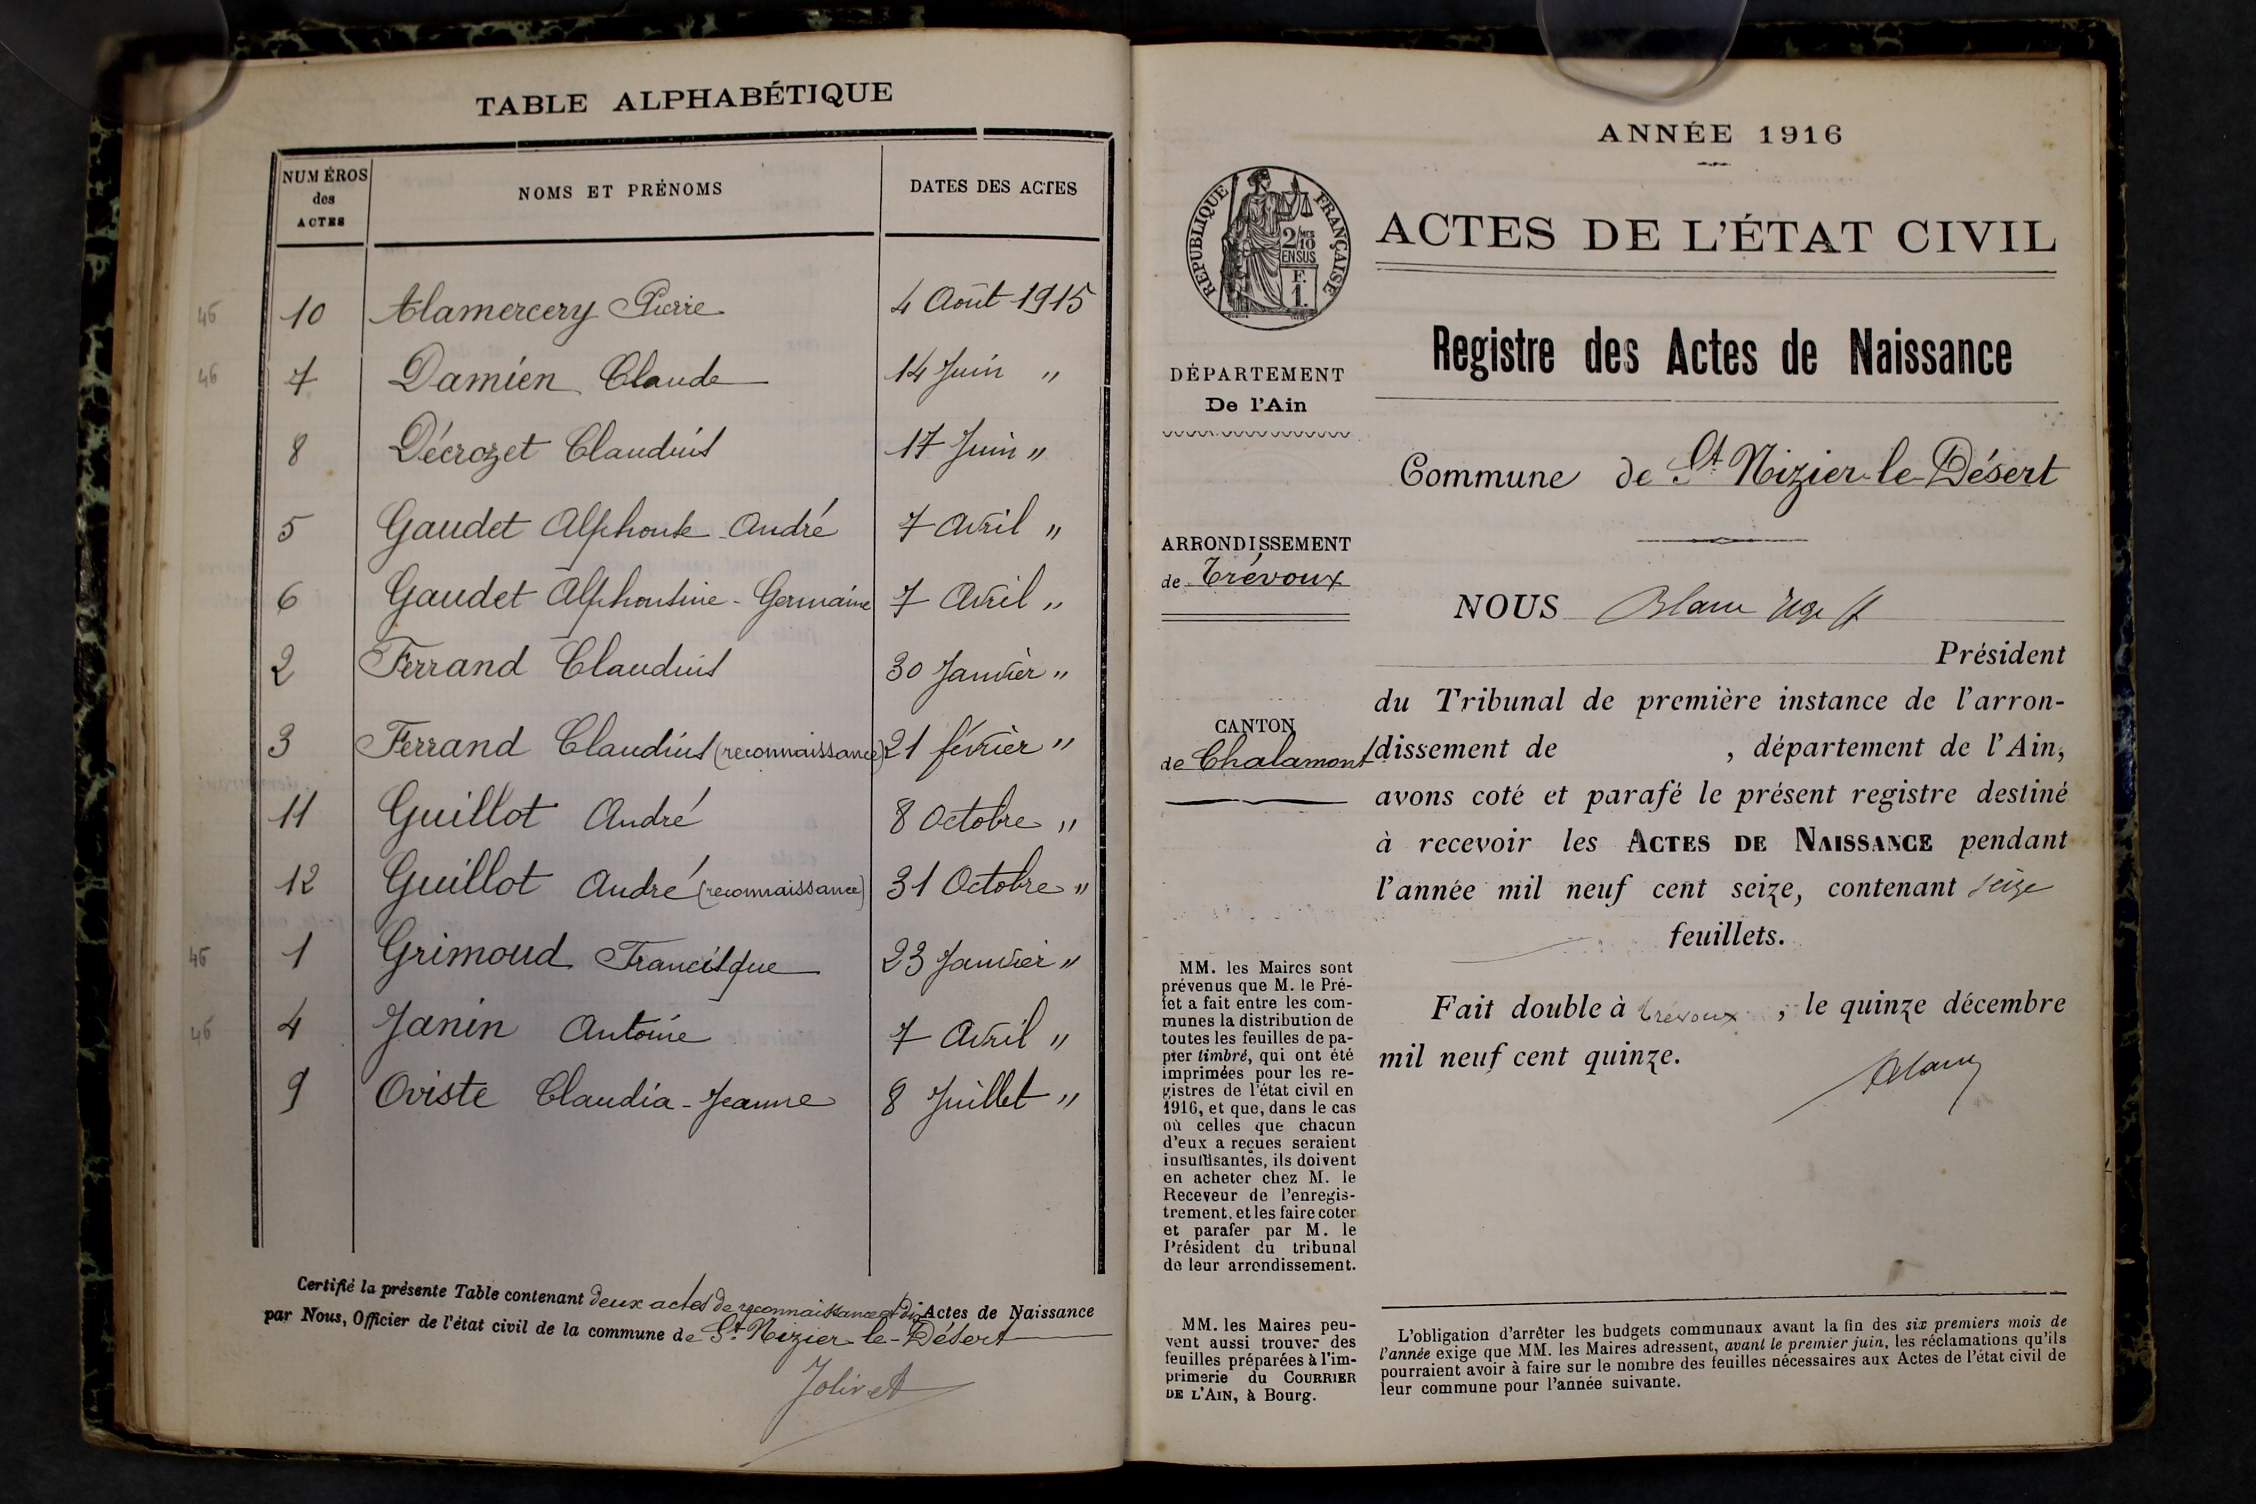 TABLE ALPHABÉTIQUE
NUMÉROS des ACTES
NOMS ET PRÉNOMS
DATES DES ACTES
46 10 Alamercery Pierre 4 Août 1915
46 7 Damien Claude 14 Juin "
8 Décrozet Claudius 17 Juin "
5 Gaudet Alphonse André 7 Avril "
6 Gaudet Alphonsine - Germaine 7 Avril "
2 Ferrand Claudius 30 Janvier "
3 Ferrand Claudius (reconnaissance) 21 février "
11 Guillot André 8 Octobre "
12 Guillot André (reconnaissance) 31 Octobre "
46 1 Grimoud Francisque 23 Janvier "
46 4 Janin Antoine 7 Avril "
9 Oviste Claudia - Jeanne 8 Juillet "
Certifié la présente Table contenant deux actes de reconnaissance et dix Actes de Naissance
par Nous, Officier de l'état civil de la commune de St Nizier-le-Désert
Jolivet
ANNÉE 1916
RÉPUBLIQUE FRANÇAISE
2/10 MES
EN SUS
F.
1.
ACTES DE L'ÉTAT CIVIL
Registre des Actes de Naissance
DÉPARTEMENT
De l'Ain
Commune de St Nizier-le-Désert
ARRONDISSEMENT
de Trévoux
CANTON
de Chalamont
NOUS Blanc
Président
du Tribunal de première instance de l'arron-
dissement de , département de l'Ain,
avons coté et parafé le présent registre destiné
à recevoir les ACTES DE NAISSANCE pendant
l'année mil neuf cent seize, contenant seize
feuillets.
Fait double à Trévoux, le quinze décembre
mil neuf cent quinze.
Blanc
MM. les Maires sont
prévenus que M. le Pré-
fet a fait entre les com-
munes la distribution de
toutes les feuilles de pa-
pier timbré, qui ont été
imprimées pour les re-
gistres de l'état civil en
1916, et que, dans le cas
où celles que chacun
d'eux a reçues seraient
insuffisantes, ils doivent
en acheter chez M. le
Receveur de l'enregis-
trement, et les faire coter
et parafer par M. le
Président du tribunal
de leur arrondissement.
MM. les Maires peu-
vent aussi trouver des
feuilles préparées à l'im-
primerie du COURRIER
DE L'AIN, à Bourg.
L'obligation d'arrêter les budgets communaux avant la fin des six premiers mois de
l'année exige que MM. les Maires adressent, avant le premier juin, les réclamations qu'ils
pourraient avoir à faire sur le nombre des feuilles nécessaires aux Actes de l'état civil de
leur commune pour l'année suivante.